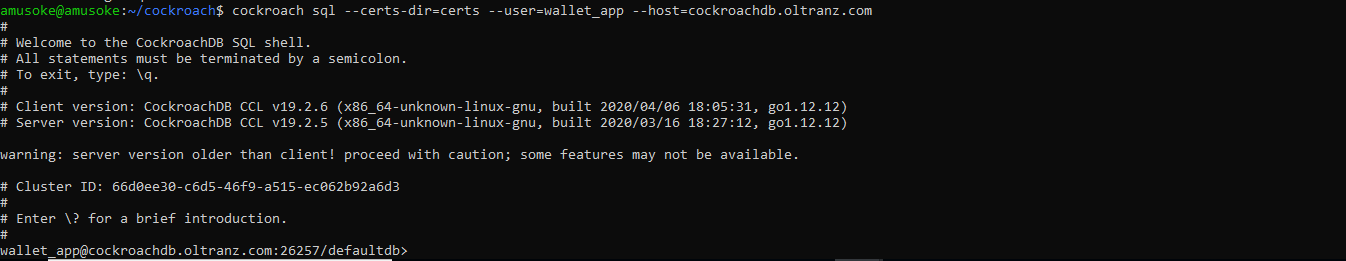 amusoke@amusoke:~/cockroach$ cockroach sql --certs-dir=certs --user=wallet_app --host=cockroachdb.oltranz.com
#
# Welcome to the CockroachDB SQL shell.
# All statements must be terminated by a semicolon.
# To exit, type: \q.
#
# Client version: CockroachDB CCL v19.2.6 (x86_64-unknown-linux-gnu, built 2020/04/06 18:05:31, go1.12.12)
# Server version: CockroachDB CCL v19.2.5 (x86_64-unknown-linux-gnu, built 2020/03/16 18:27:12, go1.12.12)
warning: server version older than client! proceed with caution; some features may not be available.
# Cluster ID: 66d0ee30-c6d5-46f9-a515-ec062b92a6d3
#
# Enter \? for a brief introduction.
#
wallet_app@cockroachdb.oltranz.com:26257/defaultdb>